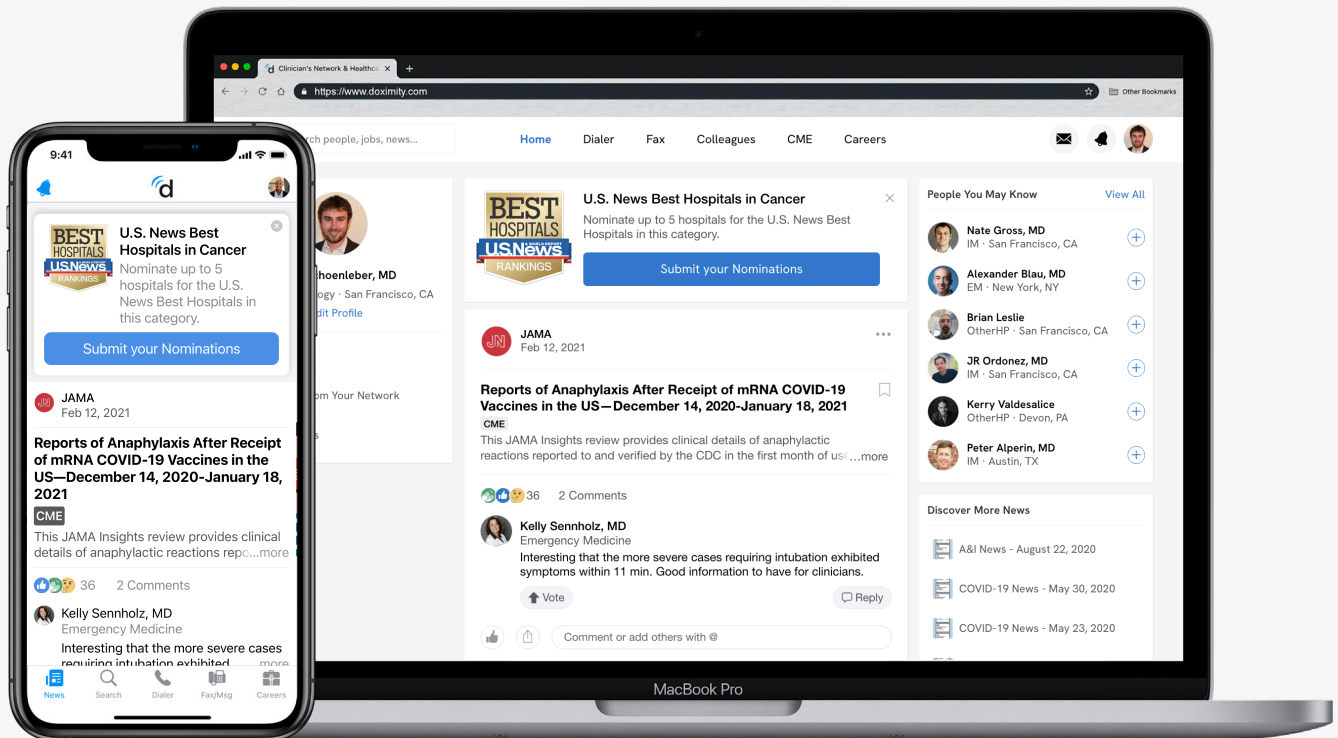 Clinician's Network & Healthca
https://www.doximity.com
Other Bookmarks
people, jobs, news...
Home
Dialer
Fax
Colleagues
CME
Careers
MD
San Francisco, CA
Profile
Your Network
BEST
HOSPITALS
U.S.News
A WORLD REPORT
RANKINGS
U.S. News Best Hospitals in Cancer
Nominate up to 5 hospitals for the U.S. News Best
Hospitals in this category.
Submit your Nominations
JN
JAMA
Feb 12, 2021
Reports of Anaphylaxis After Receipt of mRNA COVID-19
Vaccines in the US—December 14, 2020-January 18, 2021
CME
This JAMA Insights review provides clinical details of anaphylactic
reactions reported to and verified by the CDC in the first month of use ...more
36
2 Comments
Kelly Sennholz, MD
Emergency Medicine
Interesting that the more severe cases requiring intubation exhibited
symptoms within 11 min. Good information to have for clinicians.
Vote
Reply
Comment or add others with @
People You May Know
View All
Nate Gross, MD
IM · San Francisco, CA
Alexander Blau, MD
EM · New York, NY
Brian Leslie
OtherHP · San Francisco, CA
JR Ordonez, MD
IM · San Francisco, CA
Kerry Valdesalice
OtherHP · Devon, PA
Peter Alperin, MD
IM · Austin, TX
Discover More News
A&I News - August 22, 2020
COVID-19 News - May 30, 2020
COVID-19 News - May 23, 2020
MacBook Pro
9:41
d
BEST
HOSPITALS
U.S.News
RANKINGS
U.S. News Best
Hospitals in Cancer
Nominate up to 5
hospitals for the U.S.
News Best Hospitals in
this category.
Submit your Nominations
JN
JAMA
Feb 12, 2021
Reports of Anaphylaxis After Receipt
of mRNA COVID-19 Vaccines in the
US—December 14, 2020-January 18,
2021
CME
This JAMA Insights review provides clinical
details of anaphylactic reactions repo...more
36
2 Comments
Kelly Sennholz, MD
Emergency Medicine
Interesting that the more severe cases
requiring intubation exhibited more
News
Search
Dialer
Fax/Msg
Careers